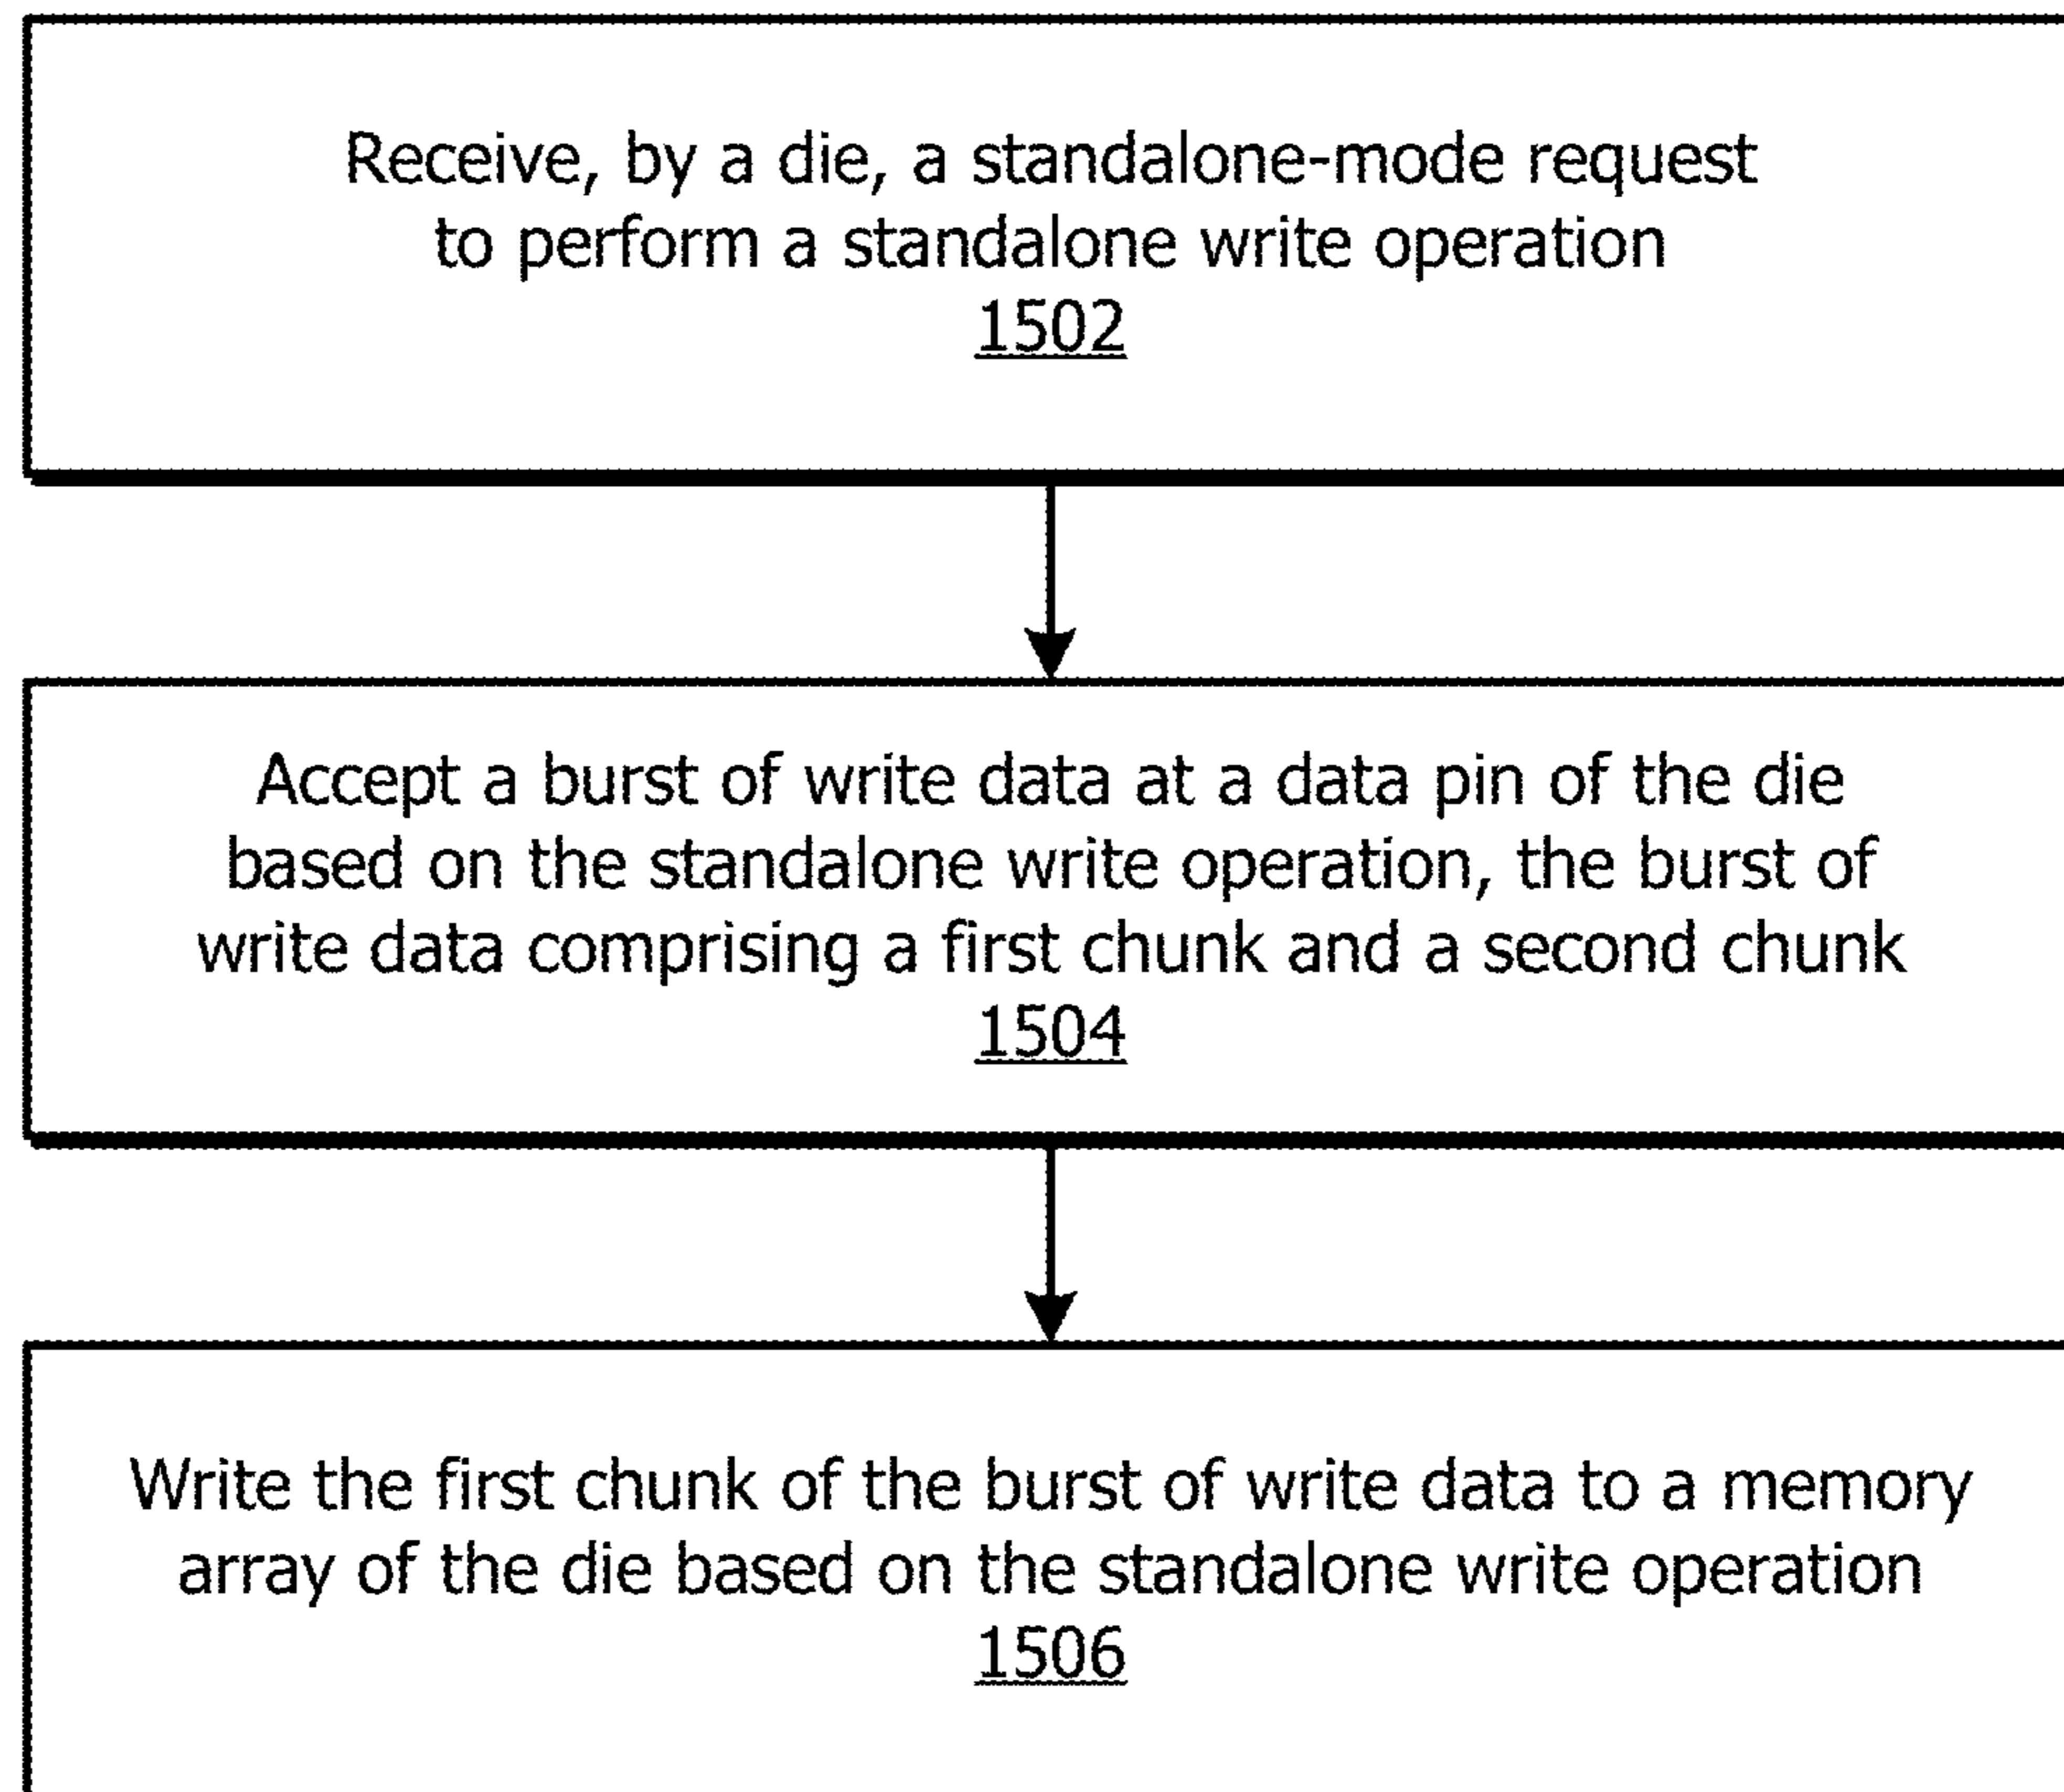 Receive, by a die, a standalone-mode request
to perform a standalone write operation
1502
Accept a burst of write data at a data pin of the die
based on the standalone write operation, the burst of
write data comprising a first chunk and a second chunk
1504
Write the first chunk of the burst of write data to a memory
array of the die based on the standalone write operation
1506